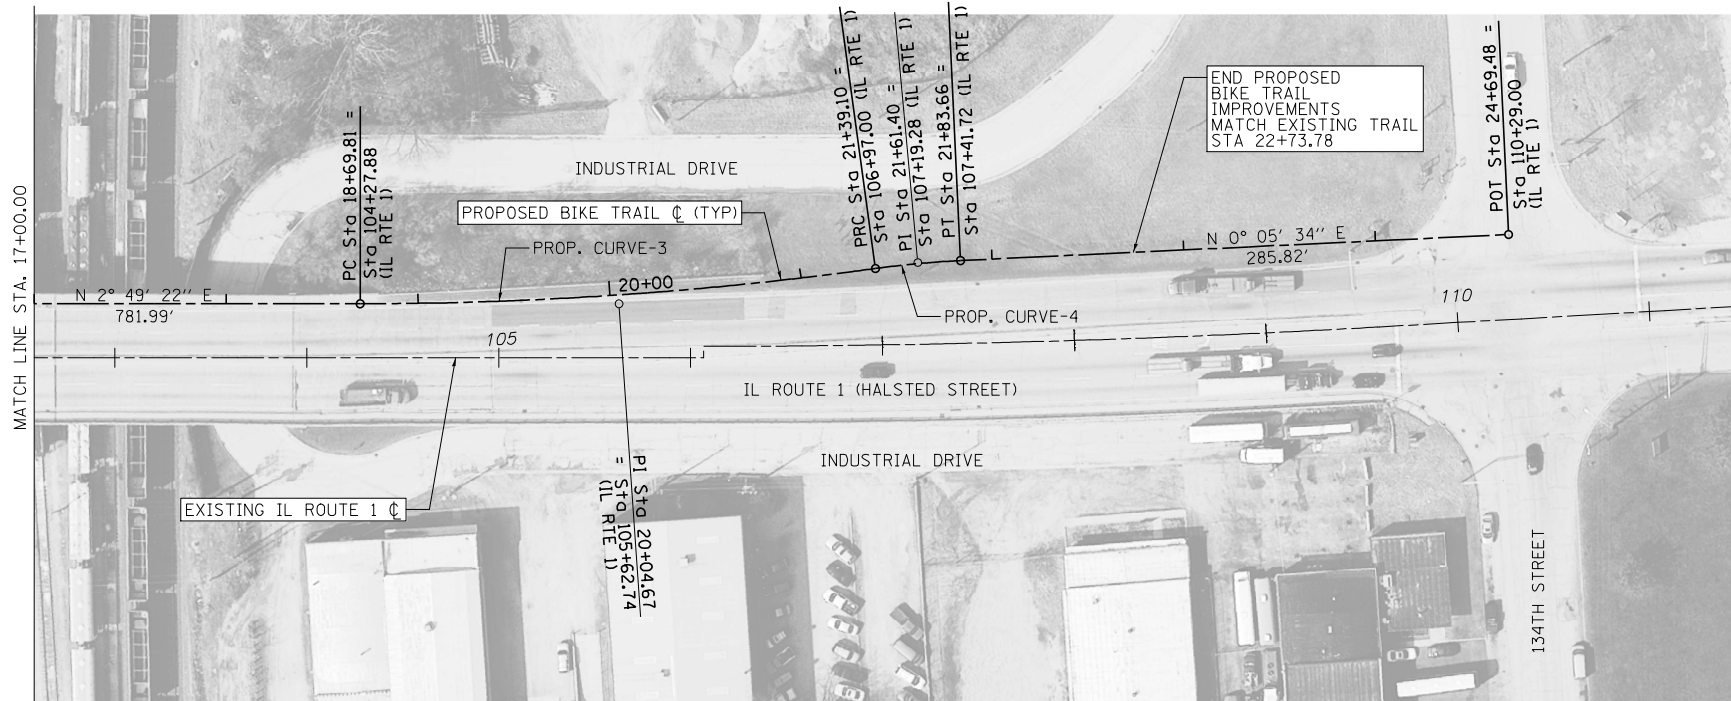 MATCH LINE STA. 17+00.00
N 2° 49' 22" E
781.99'
PC Sta 18+69.81 =
Sta 104+27.88
(IL RTE 1)
INDUSTRIAL DRIVE
PROPOSED BIKE TRAIL ℄ (TYP)
PROP. CURVE-3
20+00
105
PRC Sta 21+39.10 =
Sta 106+97.00 (IL RTE 1)
PI Sta 21+61.40 =
Sta 107+19.28 (IL RTE 1)
PT Sta 21+83.66 =
Sta 107+41.72 (IL RTE 1)
END PROPOSED
BIKE TRAIL
IMPROVEMENTS
MATCH EXISTING TRAIL
STA 22+73.78
POT Sta 24+69.48 =
Sta 110+29.00
(IL RTE 1)
N 0° 05' 34" E
285.82'
PROP. CURVE-4
110
IL ROUTE 1 (HALSTED STREET)
INDUSTRIAL DRIVE
EXISTING IL ROUTE 1 ℄
PI Sta 20+04.67
= Sta 105+62.74
(IL RTE 1)
134TH STREET